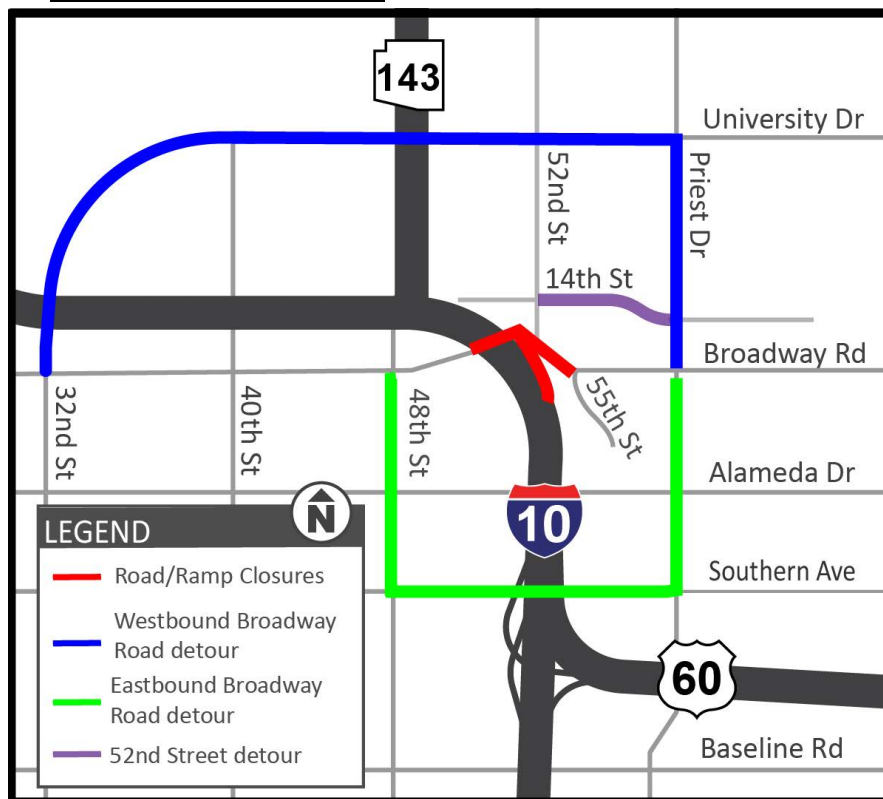 143
University Dr
52nd St
Priest Dr
14th St
Broadway Rd
55th St
32nd St
40th St
48th St
Alameda Dr
10
N
LEGEND
Road/Ramp Closures
Westbound Broadway
Road detour
Eastbound Broadway
Road detour
52nd Street detour
Southern Ave
60
Baseline Rd